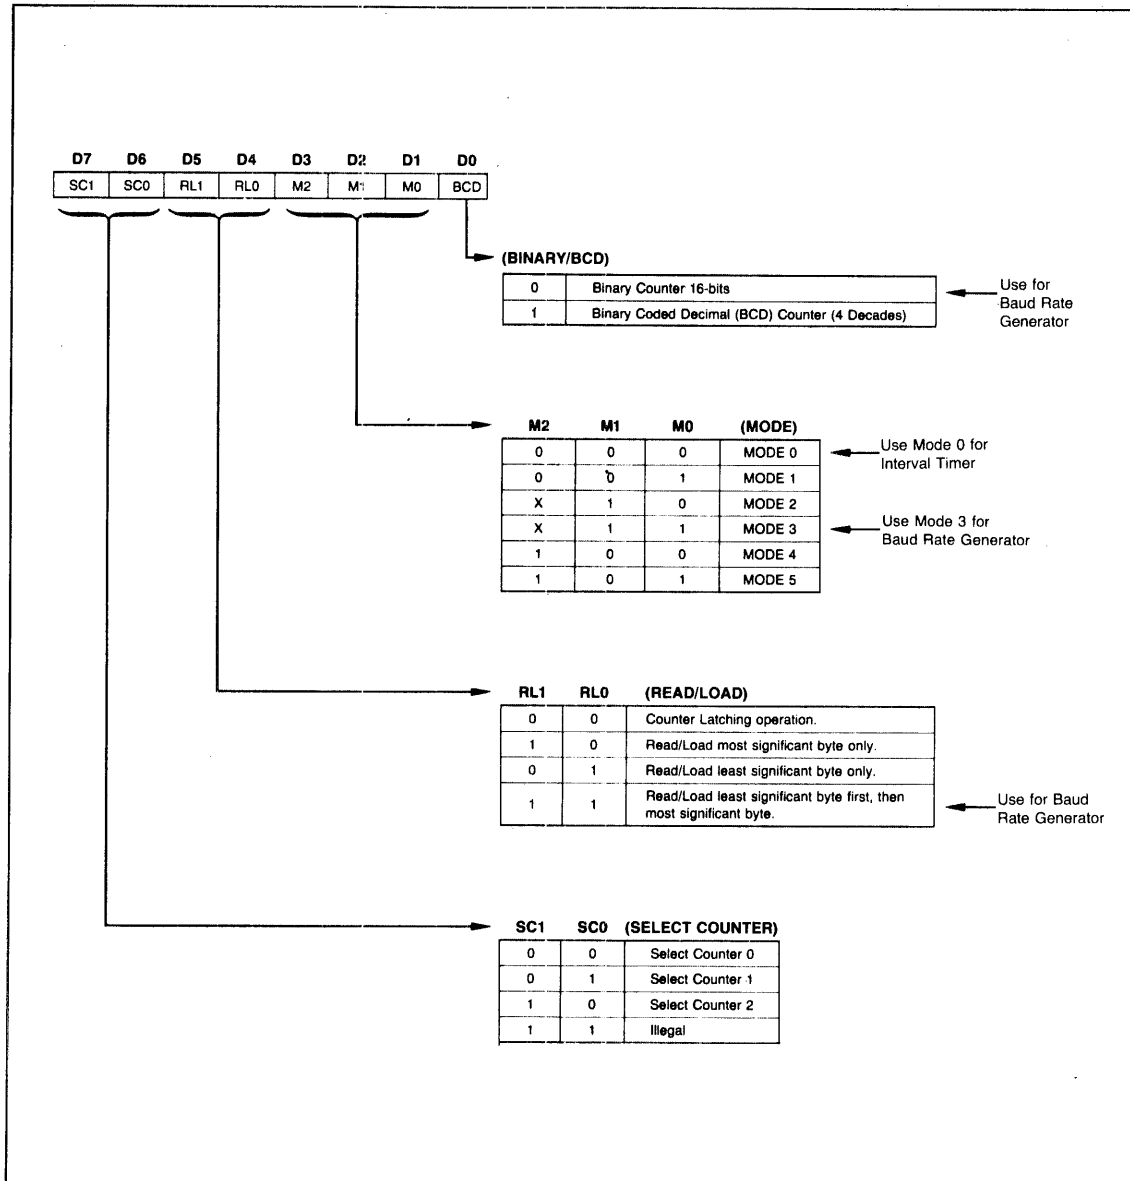 D7 D6 D5 D4 D3 D2 D1 D0
SC1 SC0 RL1 RL0 M2 M1 M0 BCD
(BINARY/BCD)
0 Binary Counter 16-bits
1 Binary Coded Decimal (BCD) Counter (4 Decades)
Use for
Baud Rate
Generator
M2 M1 M0 (MODE)
0 0 0 MODE 0
0 0 1 MODE 1
X 1 0 MODE 2
X 1 1 MODE 3
1 0 0 MODE 4
1 0 1 MODE 5
Use Mode 0 for
Interval Timer
Use Mode 3 for
Baud Rate Generator
RL1 RL0 (READ/LOAD)
0 0 Counter Latching operation.
1 0 Read/Load most significant byte only.
0 1 Read/Load least significant byte only.
1 1 Read/Load least significant byte first, then
most significant byte.
Use for Baud
Rate Generator
SC1 SC0 (SELECT COUNTER)
0 0 Select Counter 0
0 1 Select Counter 1
1 0 Select Counter 2
1 1 Illegal